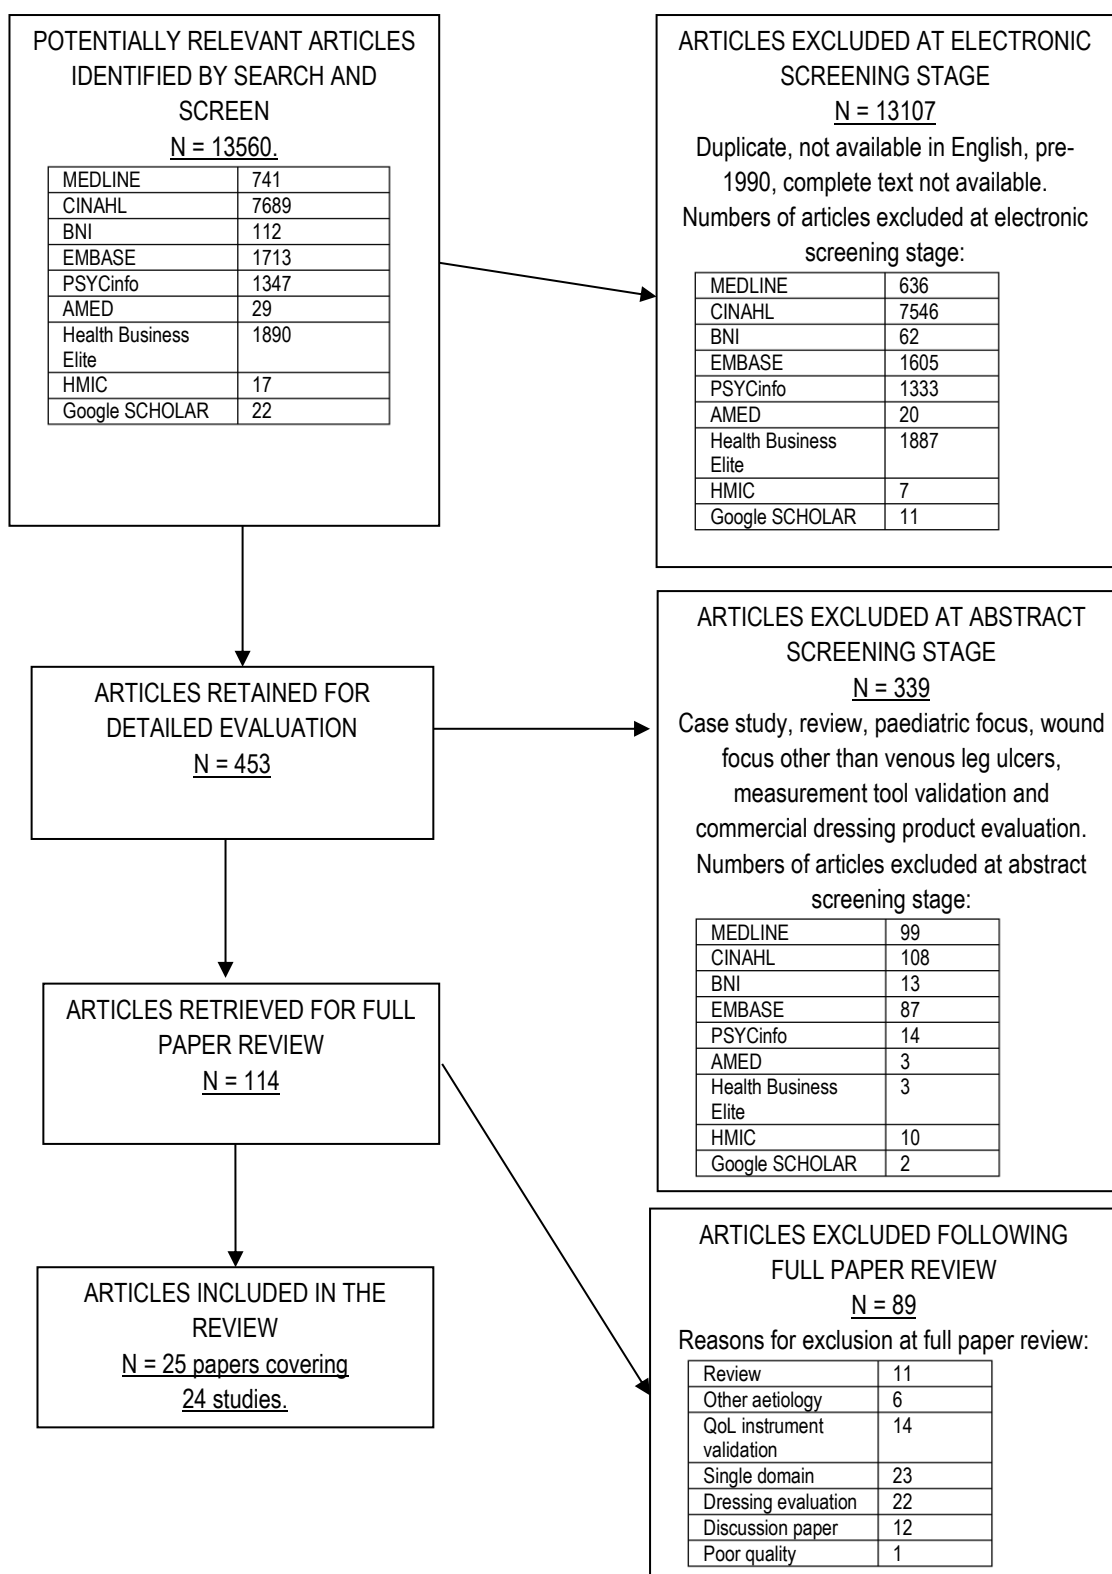 POTENTIALLY RELEVANT ARTICLES
IDENTIFIED BY SEARCH AND
SCREEN
N = 13560.
MEDLINE 741
CINAHL 7689
BNI 112
EMBASE 1713
PSYCinfo 1347
AMED 29
Health Business 1890
Elite
HMIC 17
Google SCHOLAR 22
ARTICLES EXCLUDED AT ELECTRONIC
SCREENING STAGE
N = 13107
Duplicate, not available in English, pre-
1990, complete text not available.
Numbers of articles excluded at electronic
screening stage:
MEDLINE 636
CINAHL 7546
BNI 62
EMBASE 1605
PSYCinfo 1333
AMED 20
Health Business 1887
Elite
HMIC 7
Google SCHOLAR 11
ARTICLES RETAINED FOR
DETAILED EVALUATION
N = 453
ARTICLES EXCLUDED AT ABSTRACT
SCREENING STAGE
N = 339
Case study, review, paediatric focus, wound
focus other than venous leg ulcers,
measurement tool validation and
commercial dressing product evaluation.
Numbers of articles excluded at abstract
screening stage:
MEDLINE 99
CINAHL 108
BNI 13
EMBASE 87
PSYCinfo 14
AMED 3
Health Business 3
Elite
HMIC 10
Google SCHOLAR 2
ARTICLES RETRIEVED FOR FULL
PAPER REVIEW
N = 114
ARTICLES EXCLUDED FOLLOWING
FULL PAPER REVIEW
N = 89
Reasons for exclusion at full paper review:
Review 11
Other aetiology 6
QoL instrument 14
validation
Single domain 23
Dressing evaluation 22
Discussion paper 12
Poor quality 1
ARTICLES INCLUDED IN THE
REVIEW
N = 25 papers covering
24 studies.